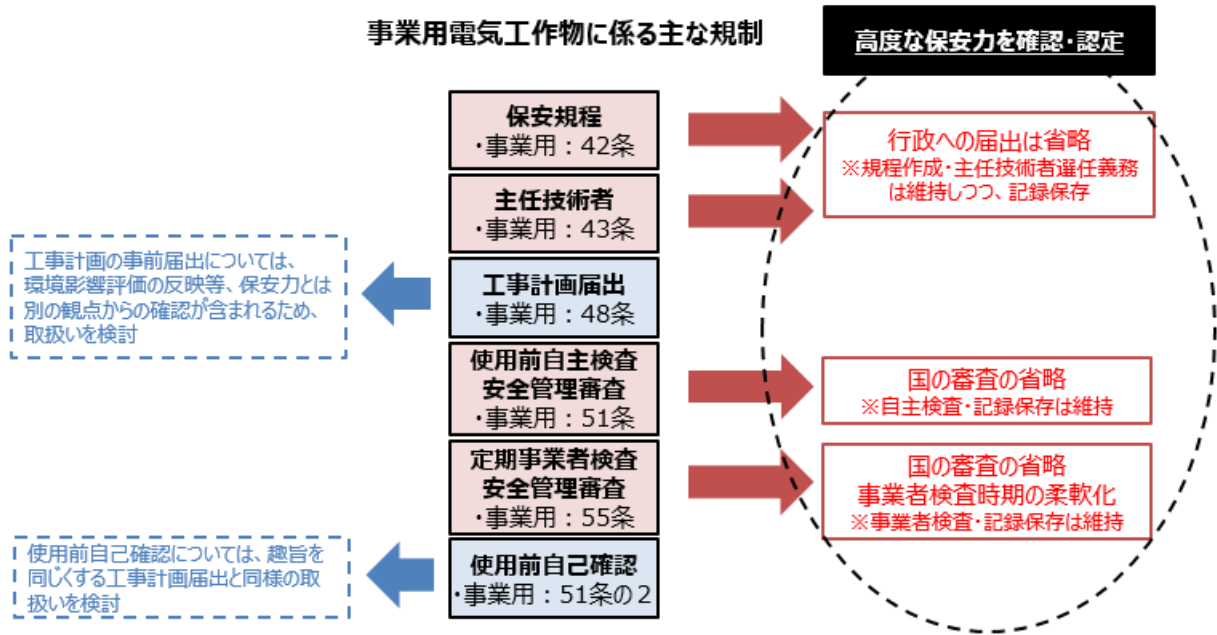 事業用電気工作物に係る主な規制
高度な保安力を確認・認定
保安規程
・事業用：42条
主任技術者
・事業用：43条
工事計画届出
・事業用：48条
使用前自主検査
安全管理審査
・事業用：51条
定期事業者検査
安全管理審査
・事業用：55条
使用前自己確認
・事業用：51条の2
行政への届出は省略
※規程作成・主任技術者選任義務
は維持しつつ、記録保存
国の審査の省略
※自主検査・記録保存は維持
国の審査の省略
事業者検査時期の柔軟化
※事業者検査・記録保存は維持
工事計画の事前届出については、
環境影響評価の反映等、保安力とは
別の観点からの確認が含まれるため、
取扱いを検討
使用前自己確認については、趣旨を
同じくする工事計画届出と同様の取
扱いを検討